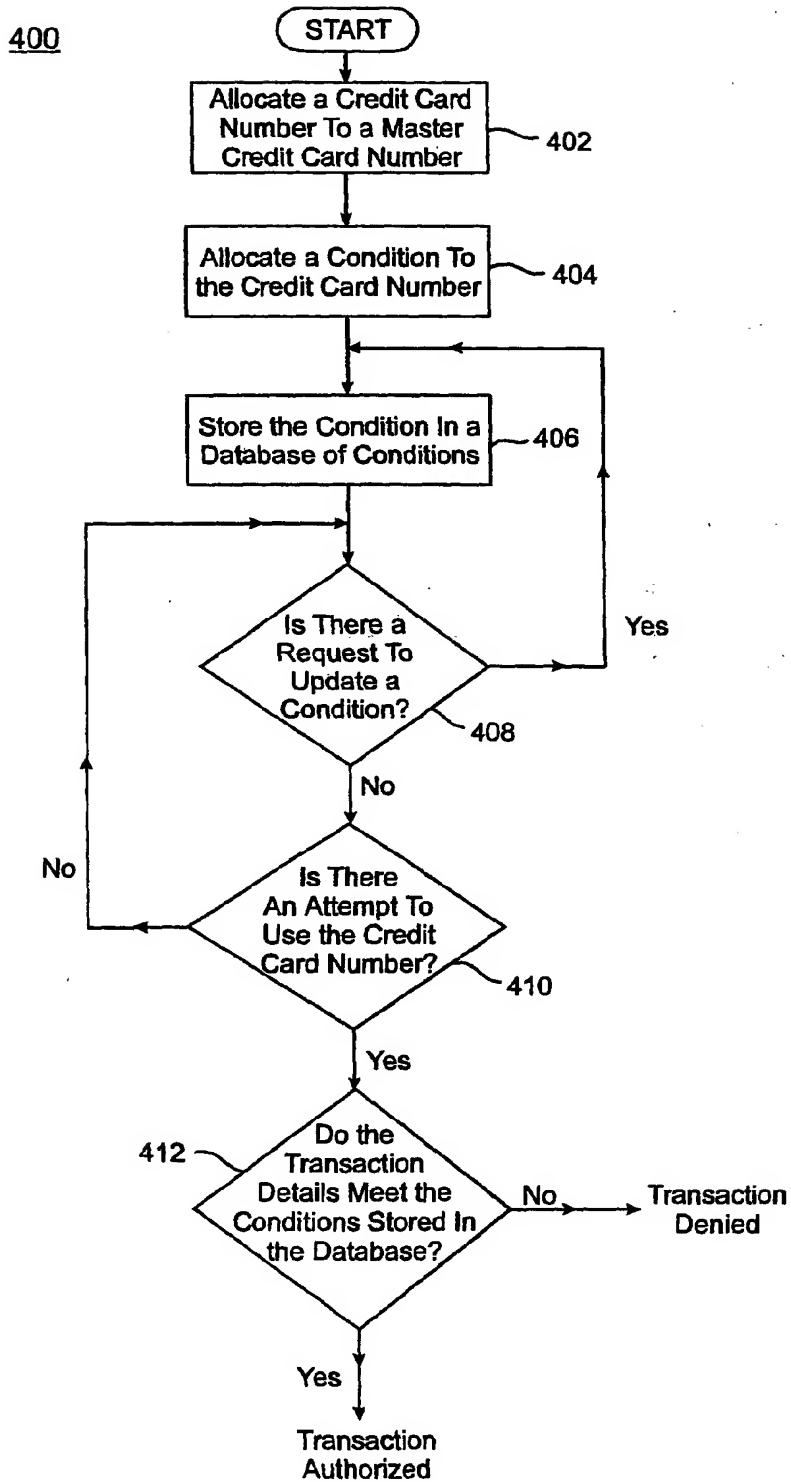 400
START
Allocate a Credit Card
Number To a Master
Credit Card Number
402
Allocate a Condition To
the Credit Card Number
404
Store the Condition In a
Database of Conditions
406
Is There a
Request To
Update a
Condition?
408
Yes
No
Is There
An Attempt To
Use the Credit
Card Number?
410
No
Yes
412
Do the
Transaction
Details Meet the
Conditions Stored In
the Database?
No
Transaction
Denied
Yes
Transaction
Authorized